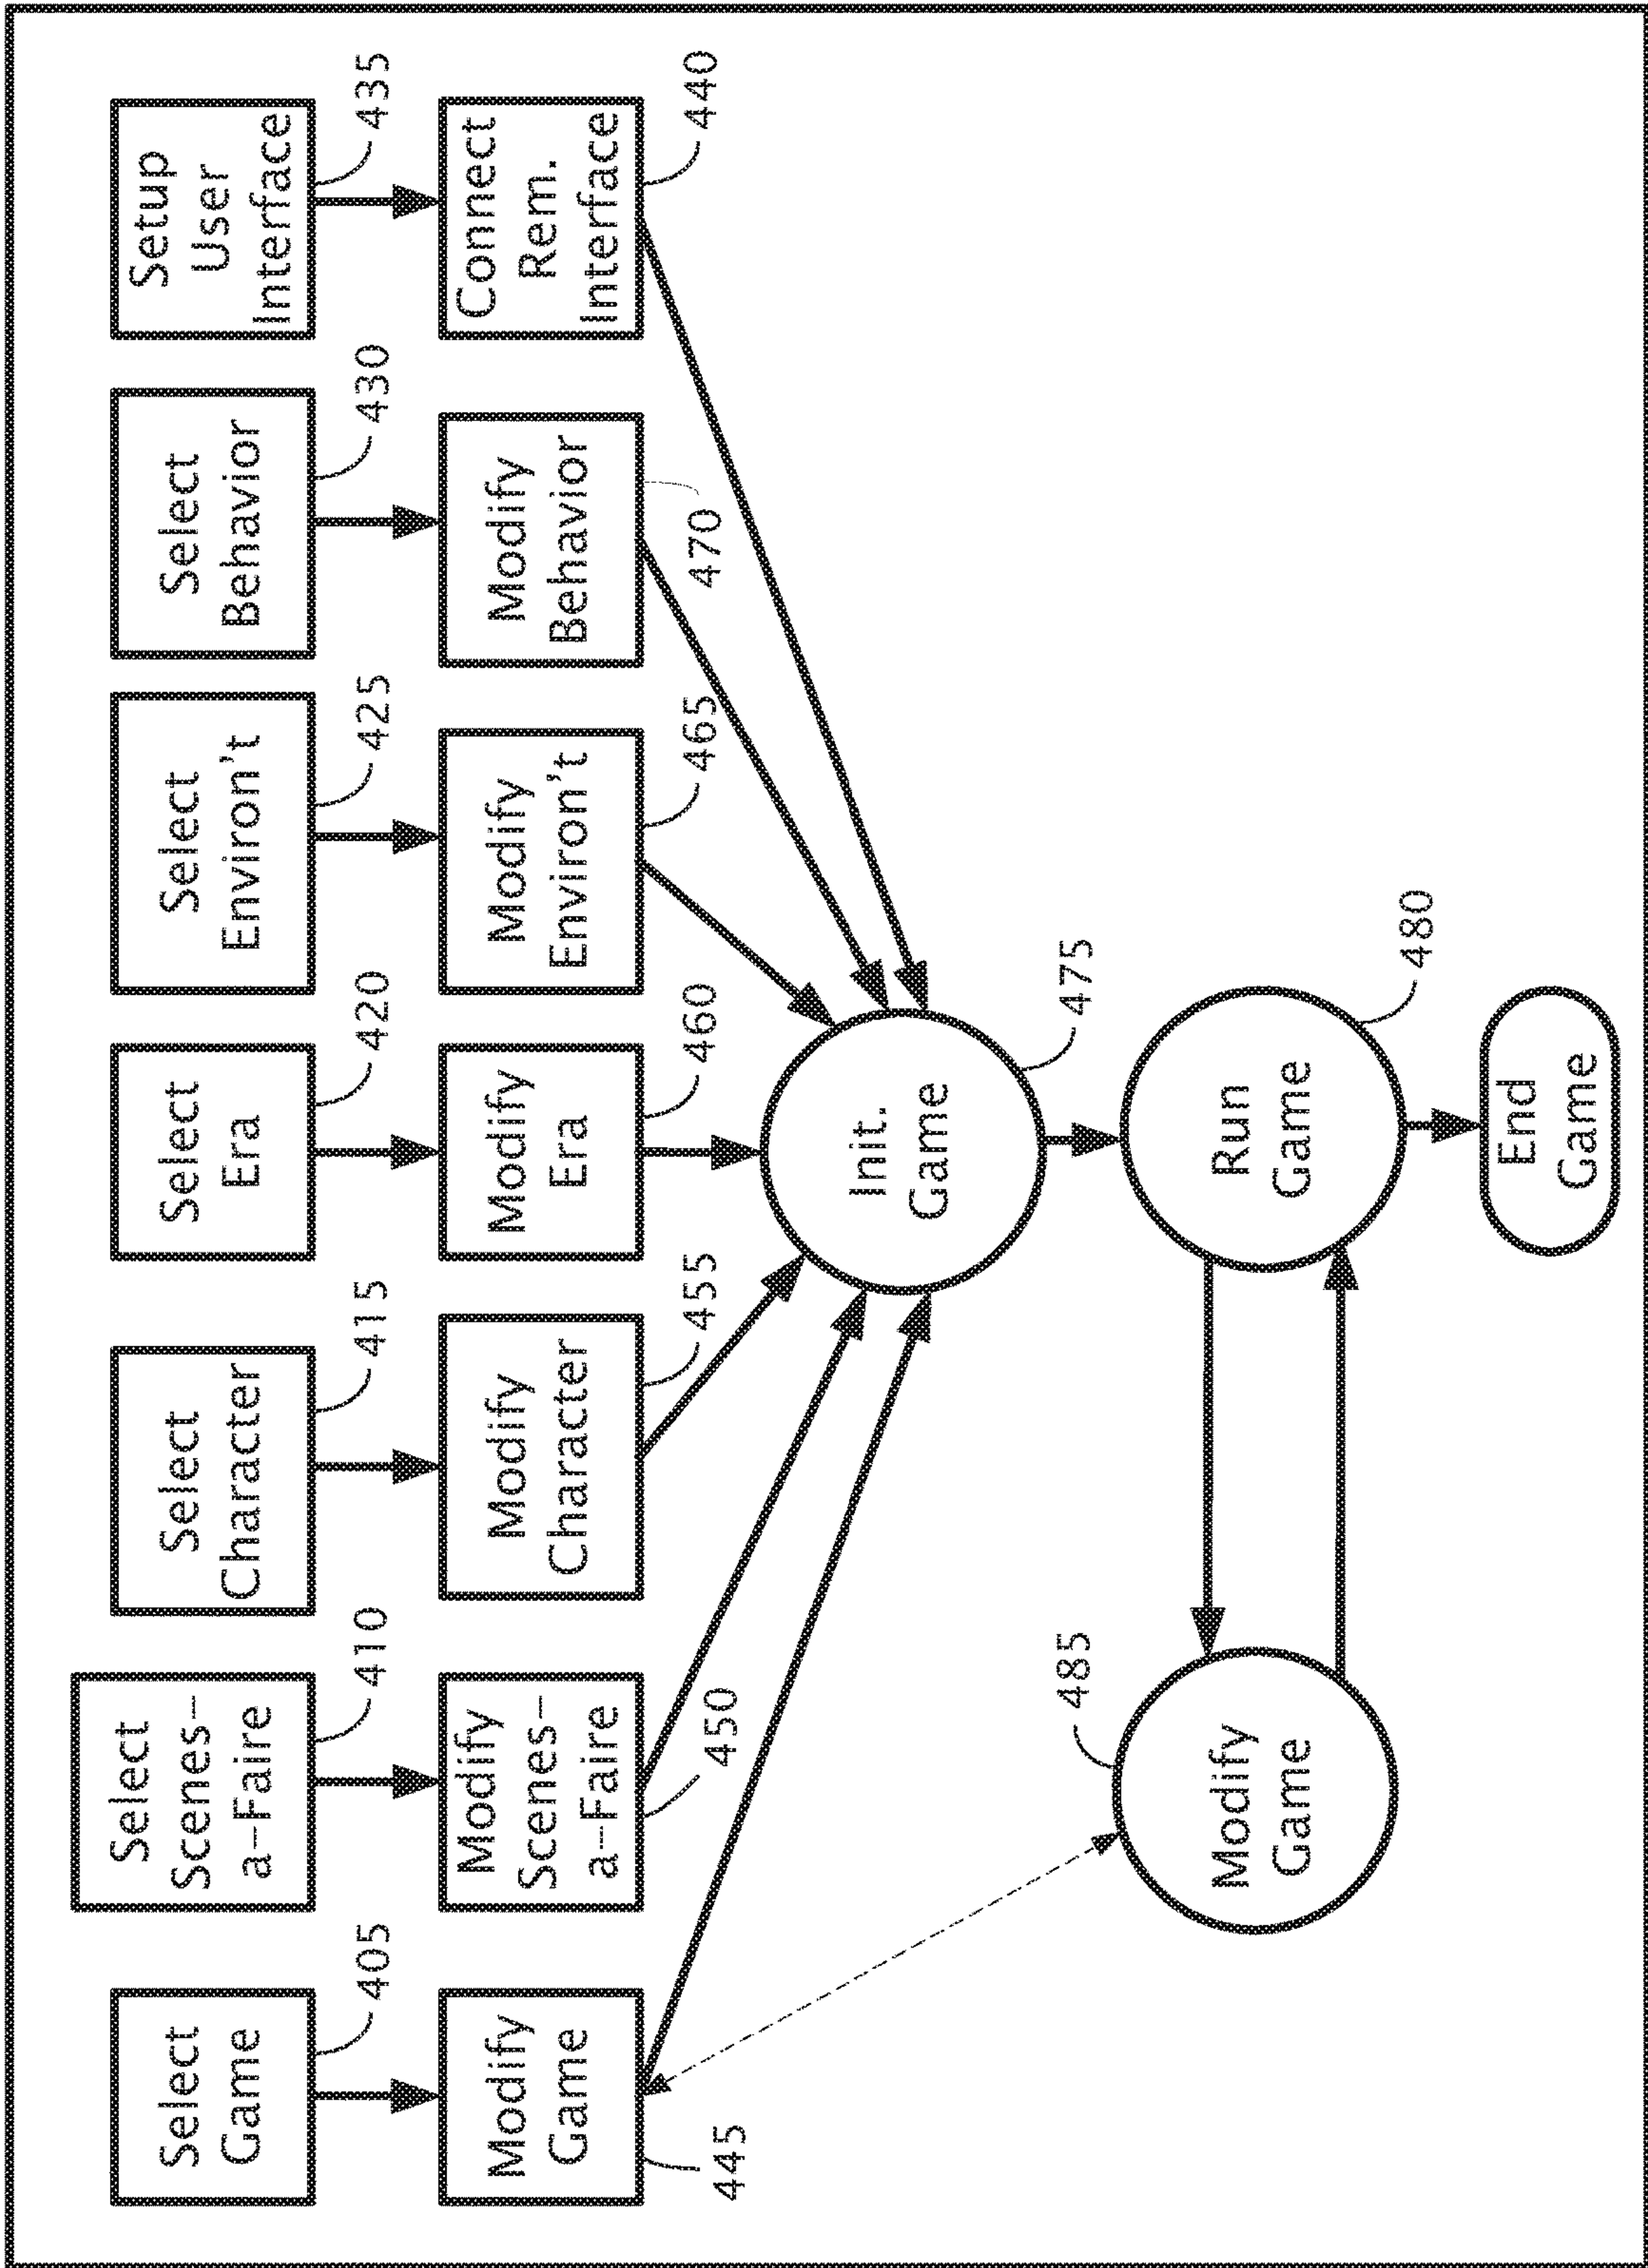 Select
Game
405
Select
Scenes-
a-Faire
410
Select
Character
415
Select
Era
420
Select
Environ't
425
Select
Behavior
430
Setup
User
Interface
435
Modify
Game
445
Modify
Scenes-
a-Faire
450
Modify
Character
455
Modify
Era
460
Modify
Environ't
465
Modify
Behavior
470
Connect
Rem.
Interface
440
Init.
Game
475
Modify
Game
485
Run
Game
480
End
Game